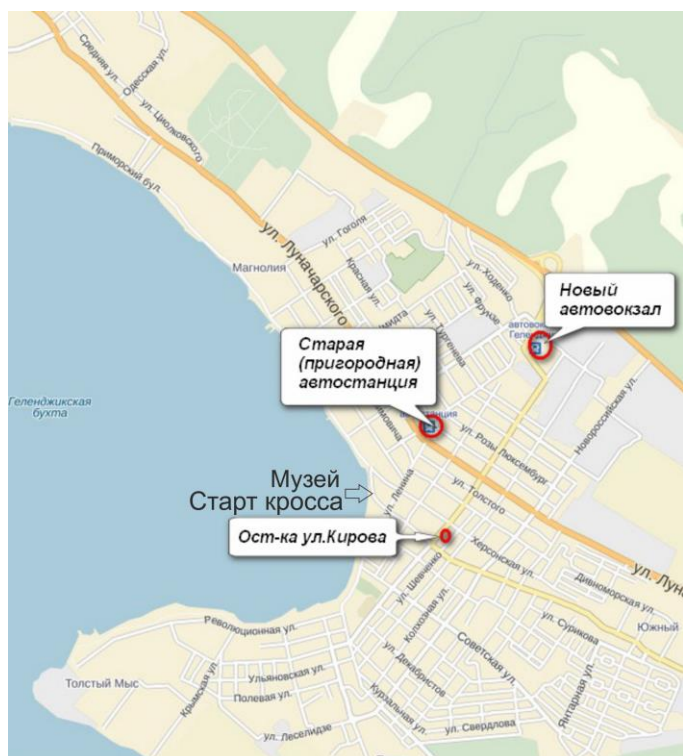 Средняя ул.
Одесская ул.
ул. Циолковского
Приморский бул.
ул. Гоголя
ул. Луначарского
Магнолия
Красная ул.
ул. Ходенко
ул. Фрунзе
Новый
автовокзал
ул. Тургенева
Старая
(пригородная)
автостанция
Геленджикская
бухта
Новороссийская ул.
ул. Розы Люксембург
ул. Ленина
ул. Толстого
Музей
Старт кросса
Ост-ка ул.Кирова
Херсонская ул.
ул. Шевченко
Дивноморская ул.
Колхозная ул.
Революционная ул.
ул. Сурикова
Южный
Советская ул.
Ульяновская ул.
ул. Декабристов
Толстый Мыс
Крымская ул.
Полевая ул.
Янтарная ул.
Курзальная ул.
ул. Свердлова
ул. Леселидзе